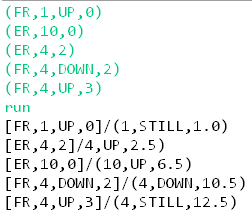 (FR,1,UP,0)
(ER,10,0)
(ER,4,2)
(FR,4,DOWN,2)
(FR,4,UP,3)
run
[FR,1,UP,0]/(1,STILL,1.0)
[ER,4,2]/4,UP,2.5)
[ER,10,0]/(10,UP,6.5)
[FR,4,DOWN,2]/(4,DOWN,10.5)
[FR,4,UP,3]/(4,STILL,12.5)